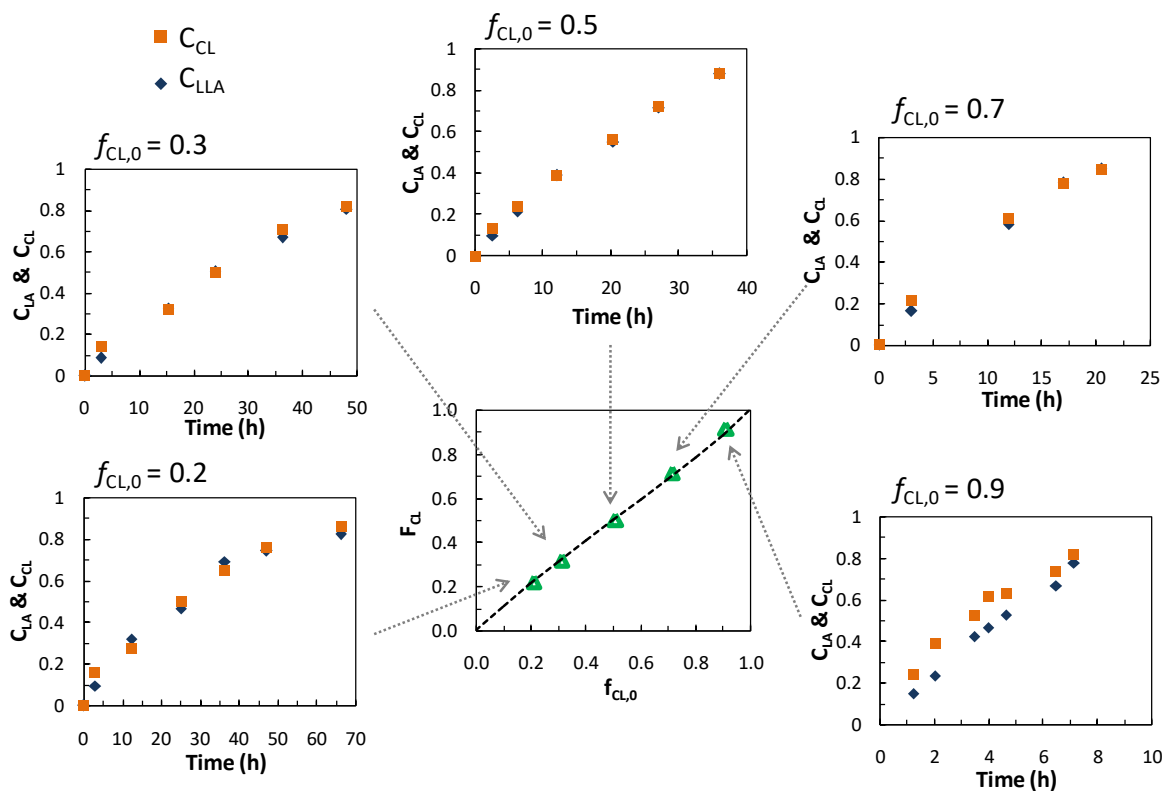 C_CL
C_LLA
f_CL,0 = 0.3
C_LA & C_CL
1
0.8
0.6
0.4
0.2
0
0 10 20 30 40 50
Time (h)
f_CL,0 = 0.5
C_LA & C_CL
1
0.8
0.6
0.4
0.2
0
0 10 20 30 40
Time (h)
f_CL,0 = 0.7
C_LA & C_CL
1
0.8
0.6
0.4
0.2
0
0 5 10 15 20 25
Time (h)
f_CL,0 = 0.2
C_LA & C_CL
1
0.8
0.6
0.4
0.2
0
0 10 20 30 40 50 60 70
Time (h)
F_CL
1.0
0.8
0.6
0.4
0.2
0.0
0.0 0.2 0.4 0.6 0.8 1.0
f_CL,0
f_CL,0 = 0.9
C_LA & C_CL
1
0.8
0.6
0.4
0.2
0
0 2 4 6 8 10
Time (h)